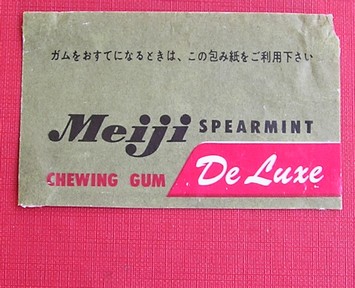 ガムをおすてになるときは、この包み紙をご利用下さい
Meiji SPEARMINT
CHEWING GUM De Luxe